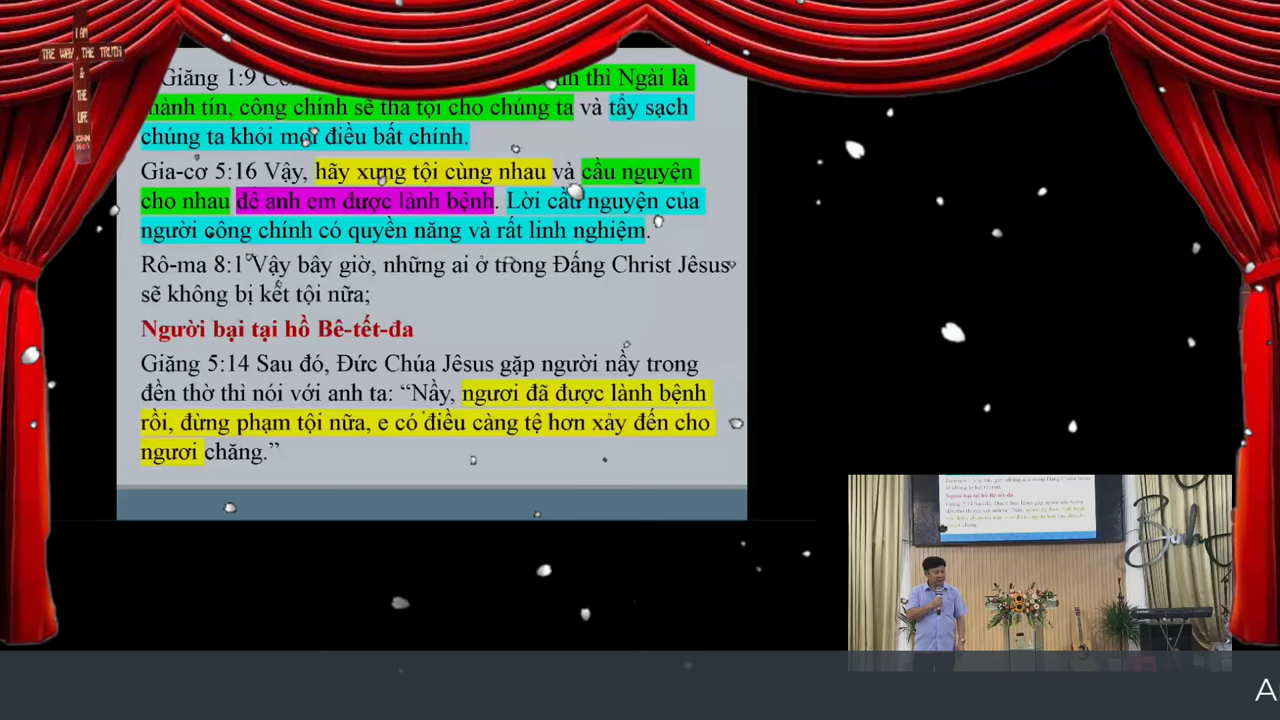 I AM
THE WAY, THE TRUTH
&
THE
LIFE
JOHN
Giăng 1:9 thì Ngài là
thành tín, công chính sẽ tha tội cho chúng ta và tẩy sạch
chúng ta khỏi mọi điều bất chính.
Gia-cơ 5:16 Vậy, hãy xưng tội cùng nhau và cầu nguyện
cho nhau để anh em được lành bệnh. Lời cầu nguyện của
người công chính có quyền năng và rất linh nghiệm.
Rô-ma 8:1 Vậy bây giờ, những ai ở trong Đấng Christ Jêsus
sẽ không bị kết tội nữa;
Người bại tại hồ Bê-tết-đa
Giăng 5:14 Sau đó, Đức Chúa Jêsus gặp người nầy trong
đền thờ thì nói với anh ta: “Nầy, ngươi đã được lành bệnh
rồi, đừng phạm tội nữa, e có điều càng tệ hơn xảy đến cho
ngươi chăng.”
A